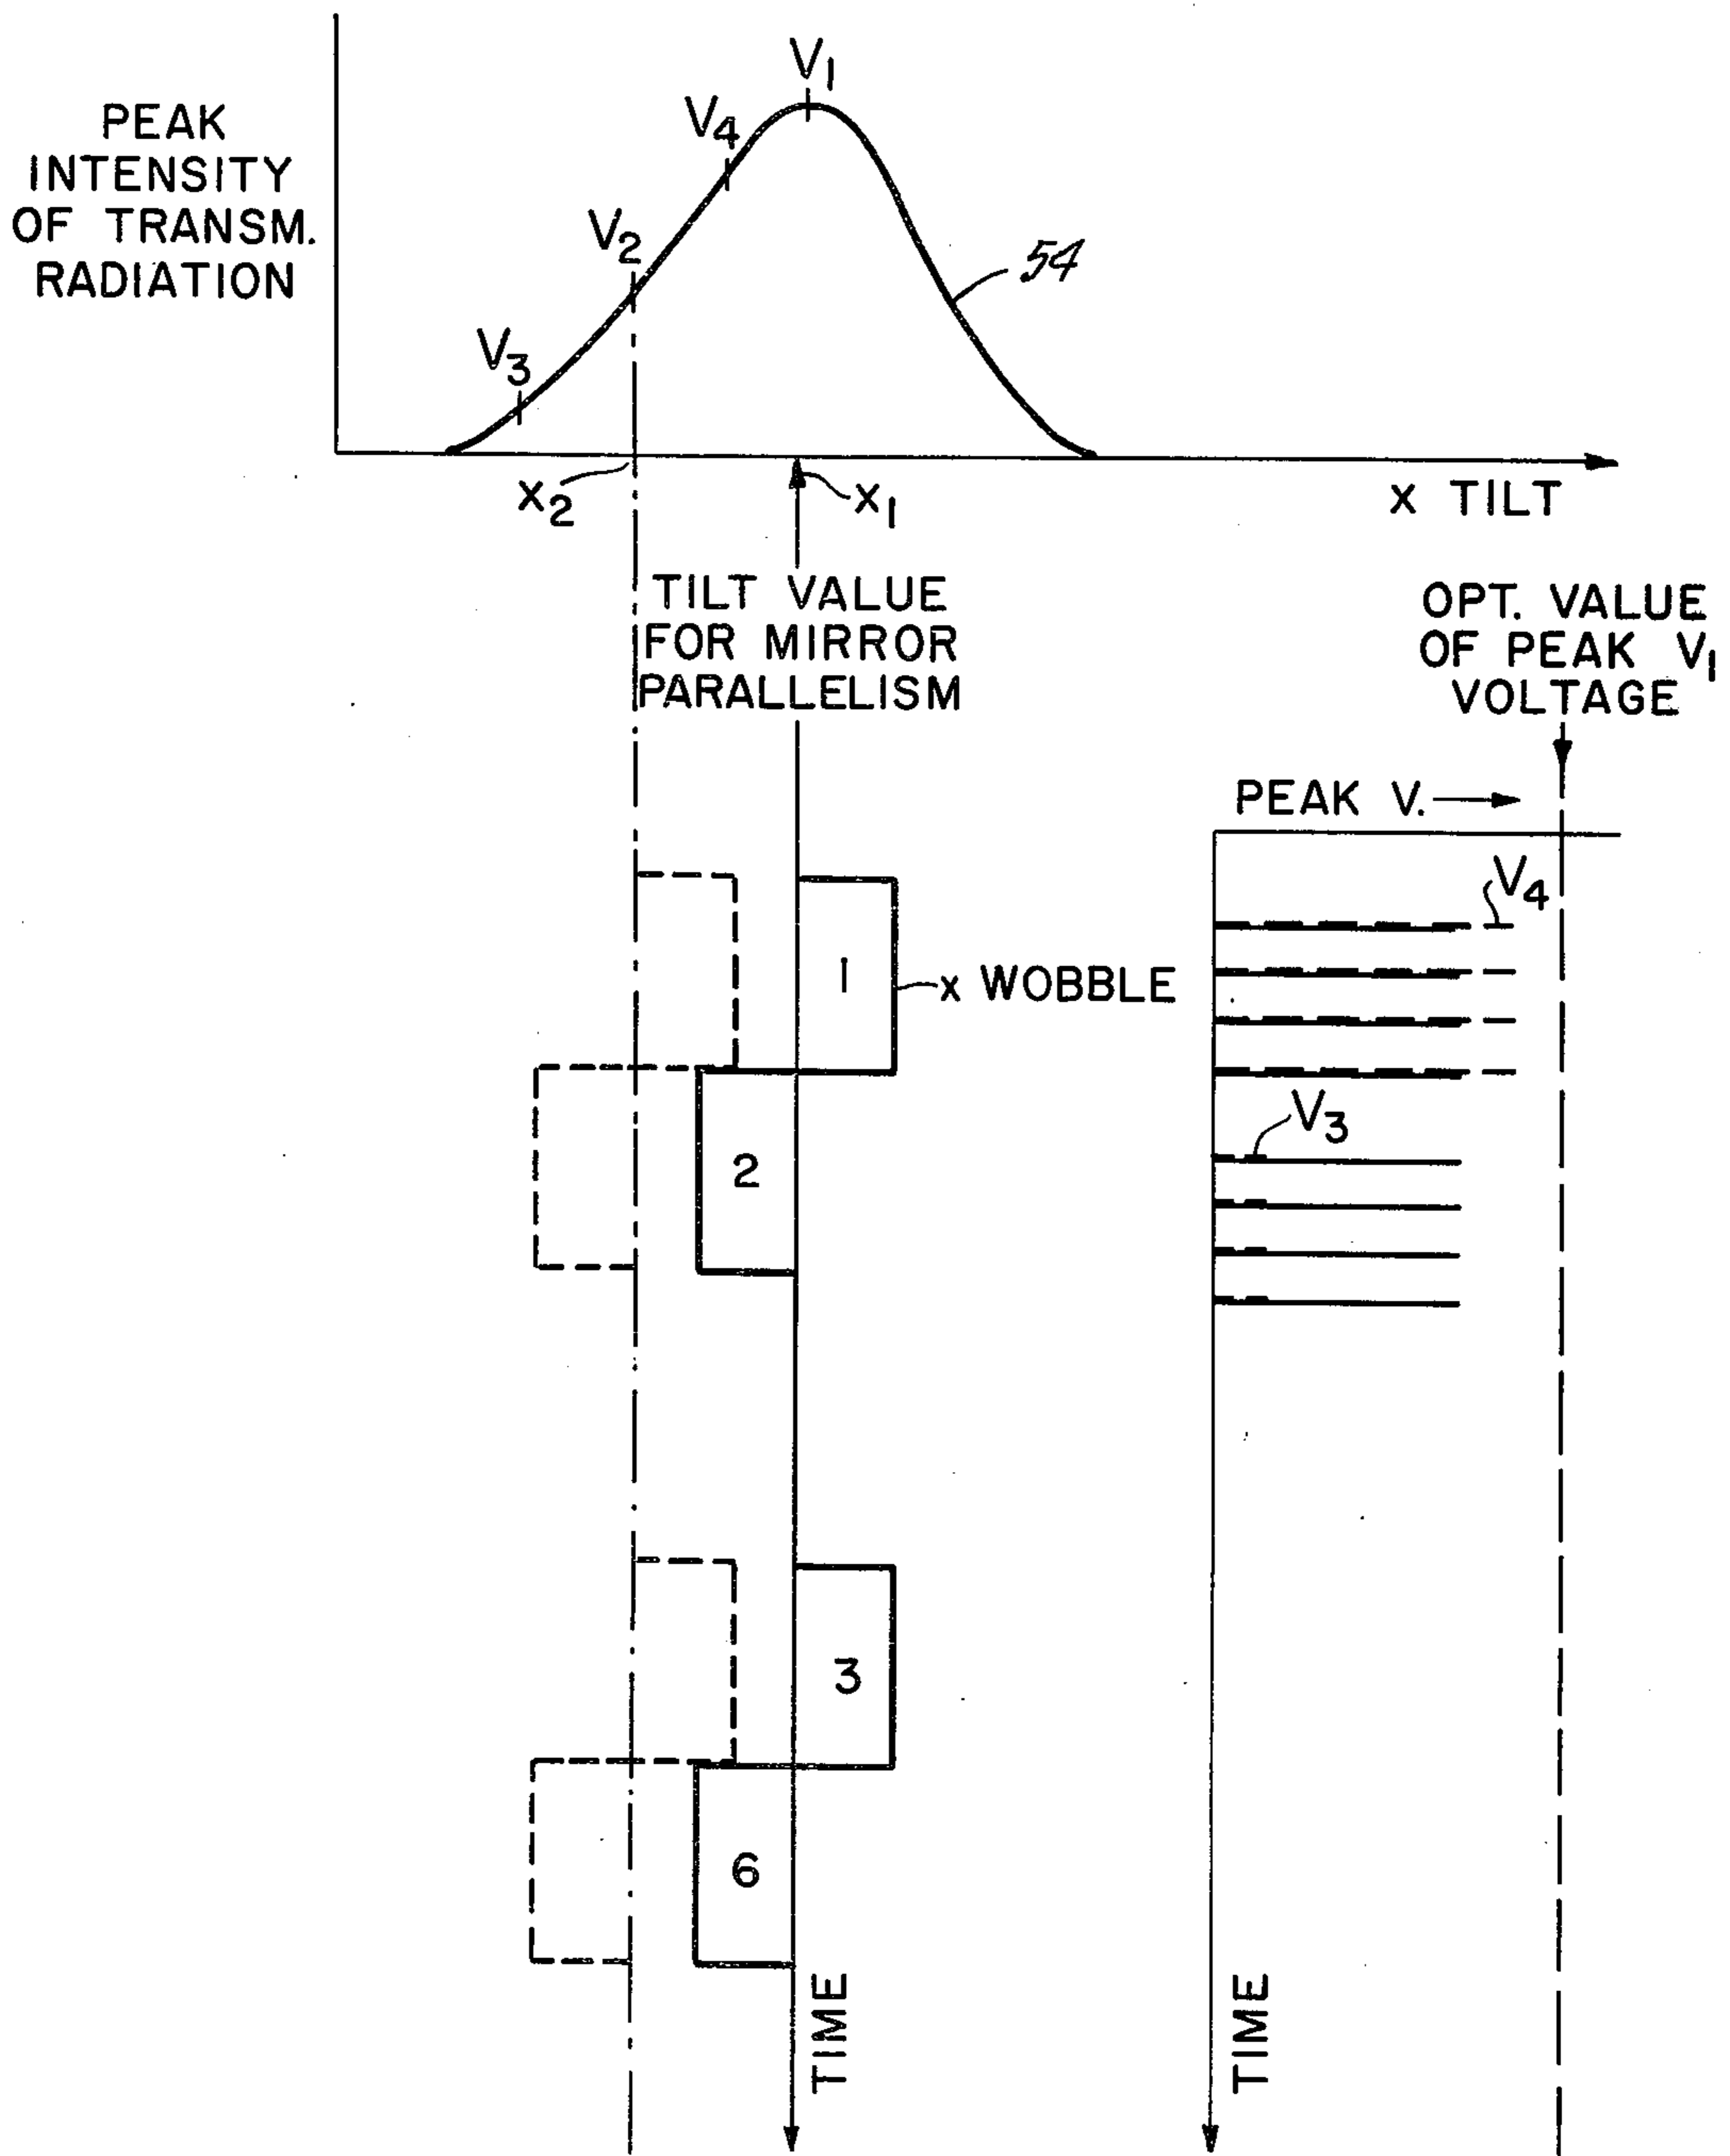 PEAK
INTENSITY
OF TRANSM.
RADIATION
V1
V4
V2
V3
54
x2
x1
x TILT
TILT VALUE
FOR MIRROR
PARALLELISM
OPT. VALUE
OF PEAK V1
VOLTAGE
PEAK V.
V4
1
x WOBBLE
V3
2
3
6
TIME
TIME